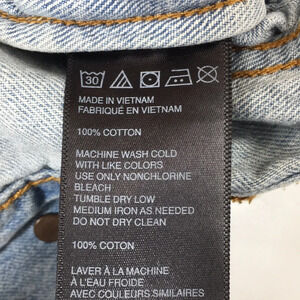 30
MADE IN VIETNAM
FABRIQUÉ EN VIETNAM
100% COTTON
MACHINE WASH COLD
WITH LIKE COLORS
USE ONLY NONCHLORINE
BLEACH
TUMBLE DRY LOW
MEDIUM IRON AS NEEDED
DO NOT DRY CLEAN
100% COTON
LAVER À LA MACHINE
À L'EAU FROIDE
AVEC COULEURS SIMILAIRES